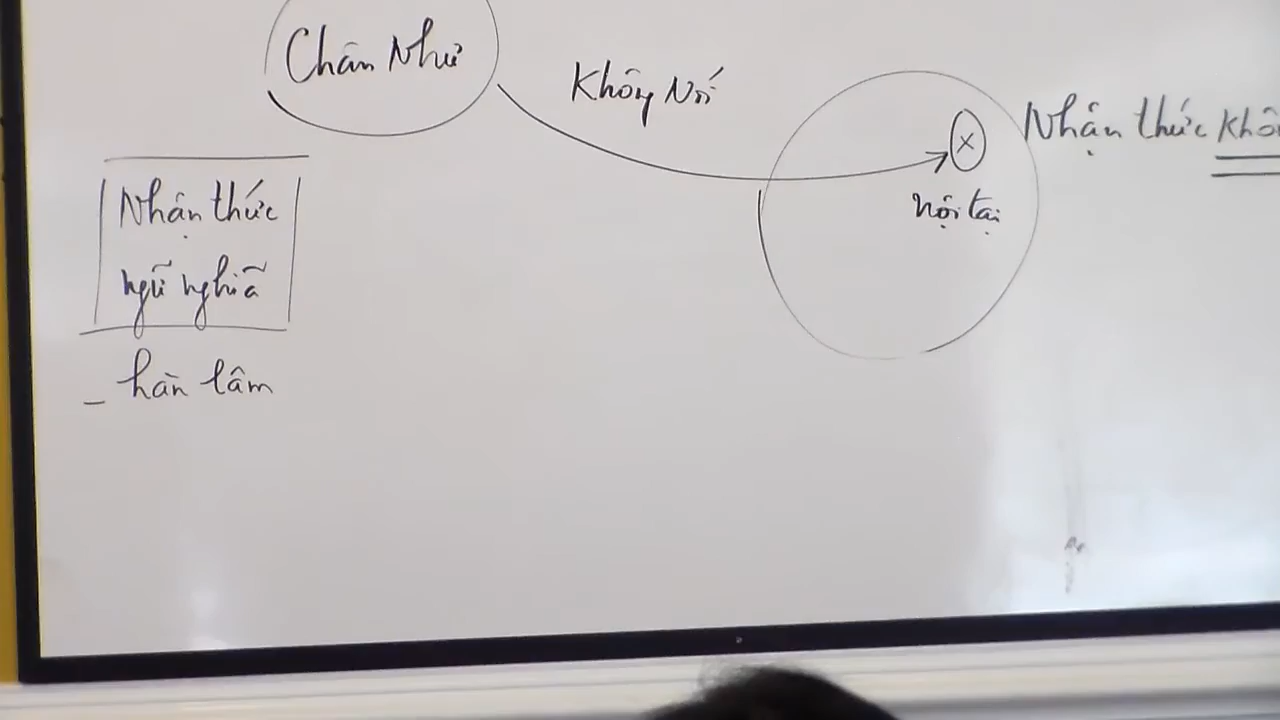 Chân Như
Không Nói
Nhận thức Khô
Nội tại
Nhận thức
ngữ nghĩa
_ hàn lâm